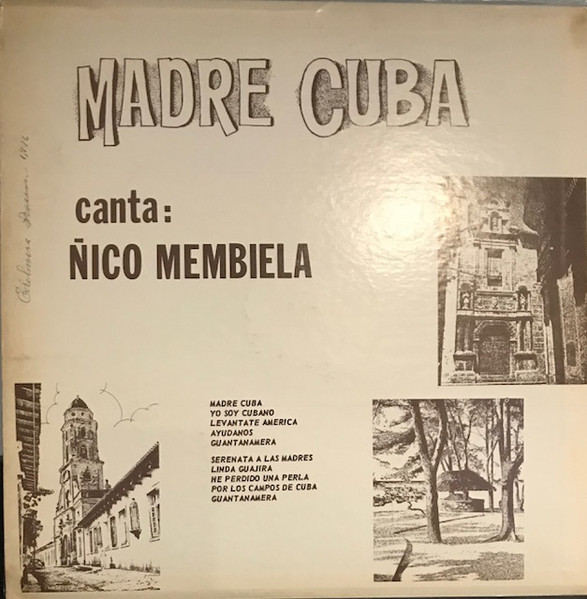 MADRE CUBA
canta:
ÑICO MEMBIELA
MADRE CUBA
YO SOY CUBANO
LEVANTATE AMERICA
AYUDANOS
GUANTANAMERA
SERENATA A LAS MADRES
LINDA GUAJIRA
HE PERDIDO UNA PERLA
POR LOS CAMPOS DE CUBA
GUANTANAMERA